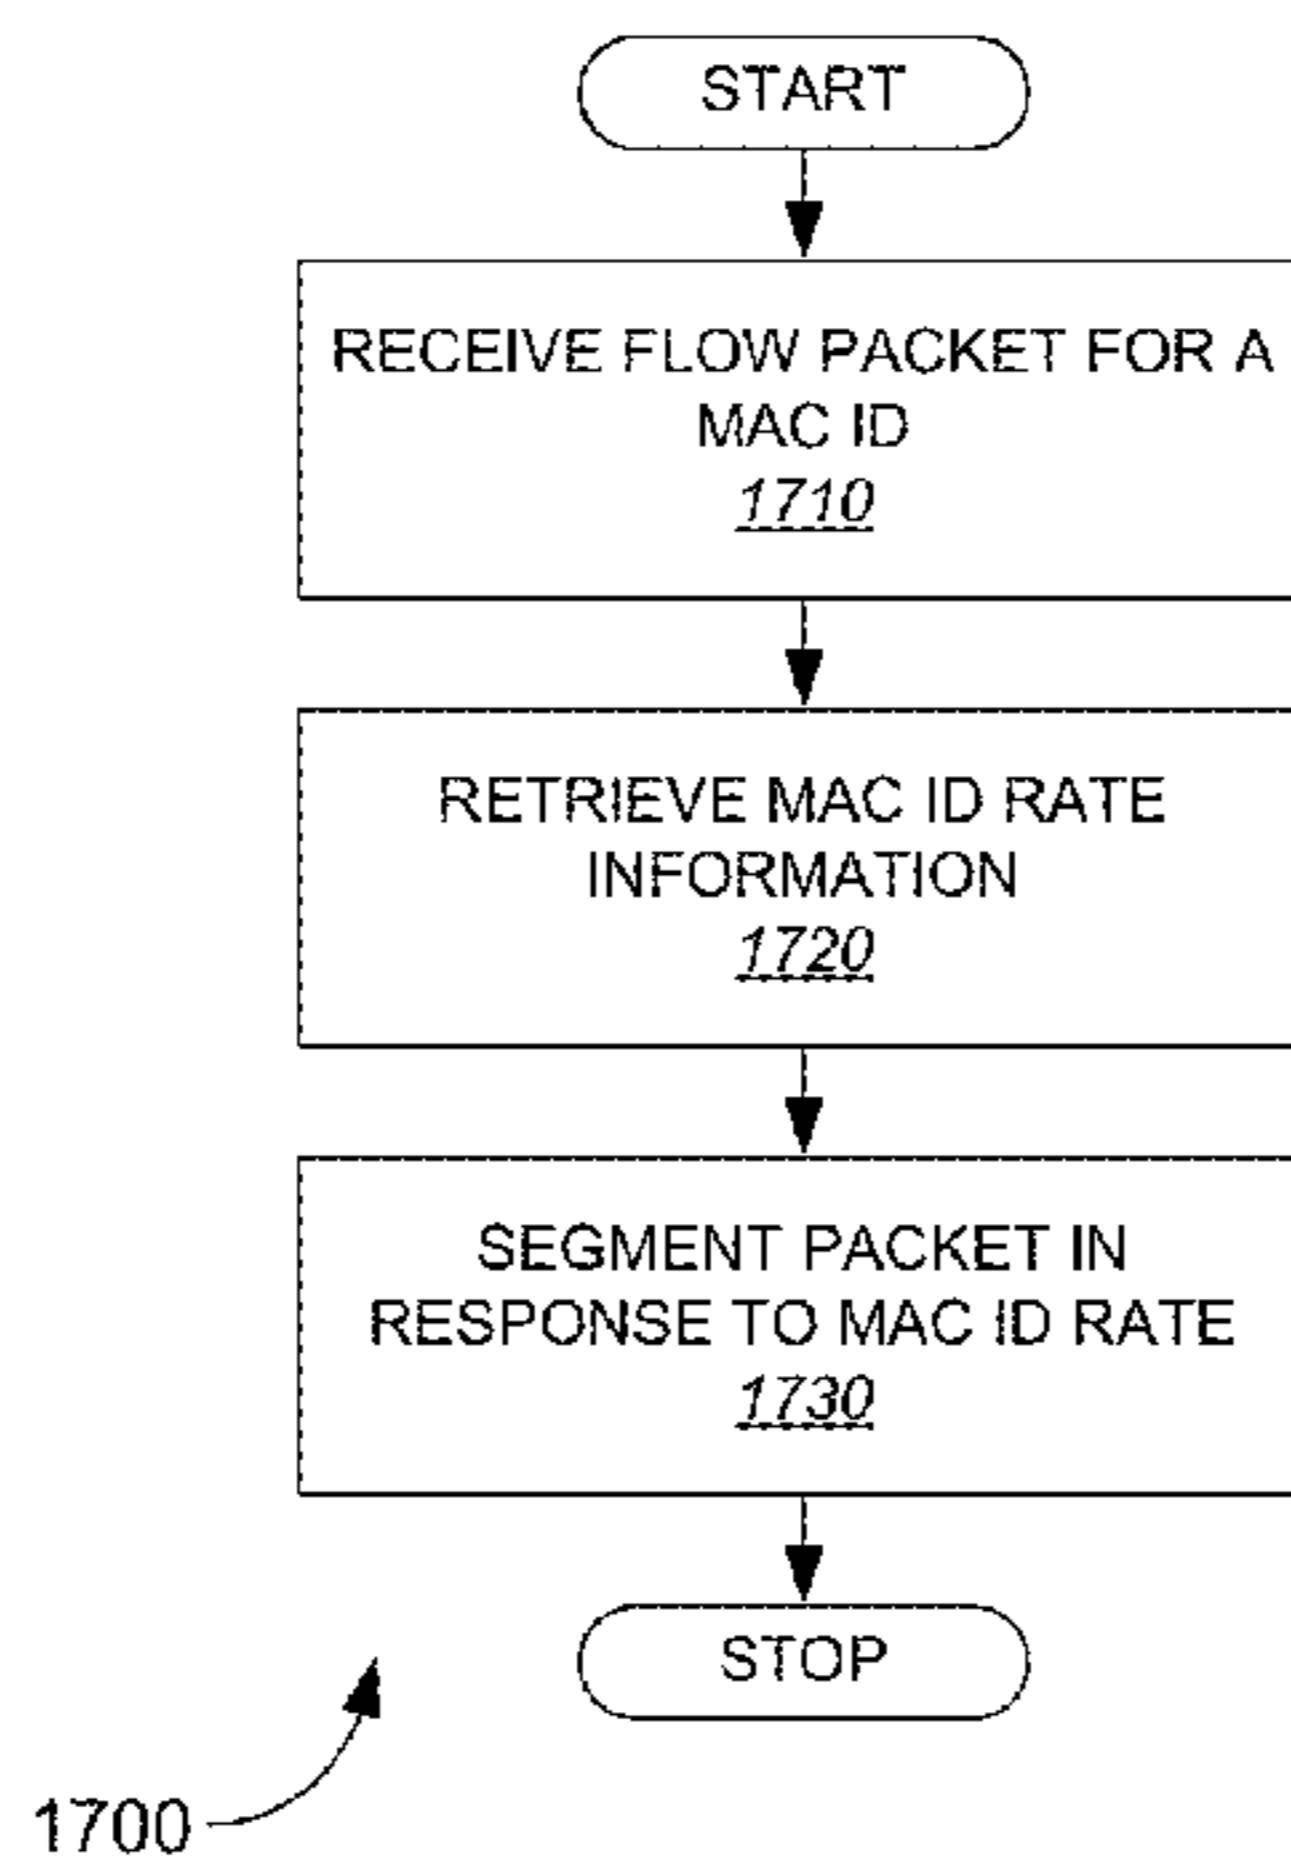 START
RECEIVE FLOW PACKET FOR A
MAC ID
1710
RETRIEVE MAC ID RATE
INFORMATION
1720
SEGMENT PACKET IN
RESPONSE TO MAC ID RATE
1730
STOP
1700